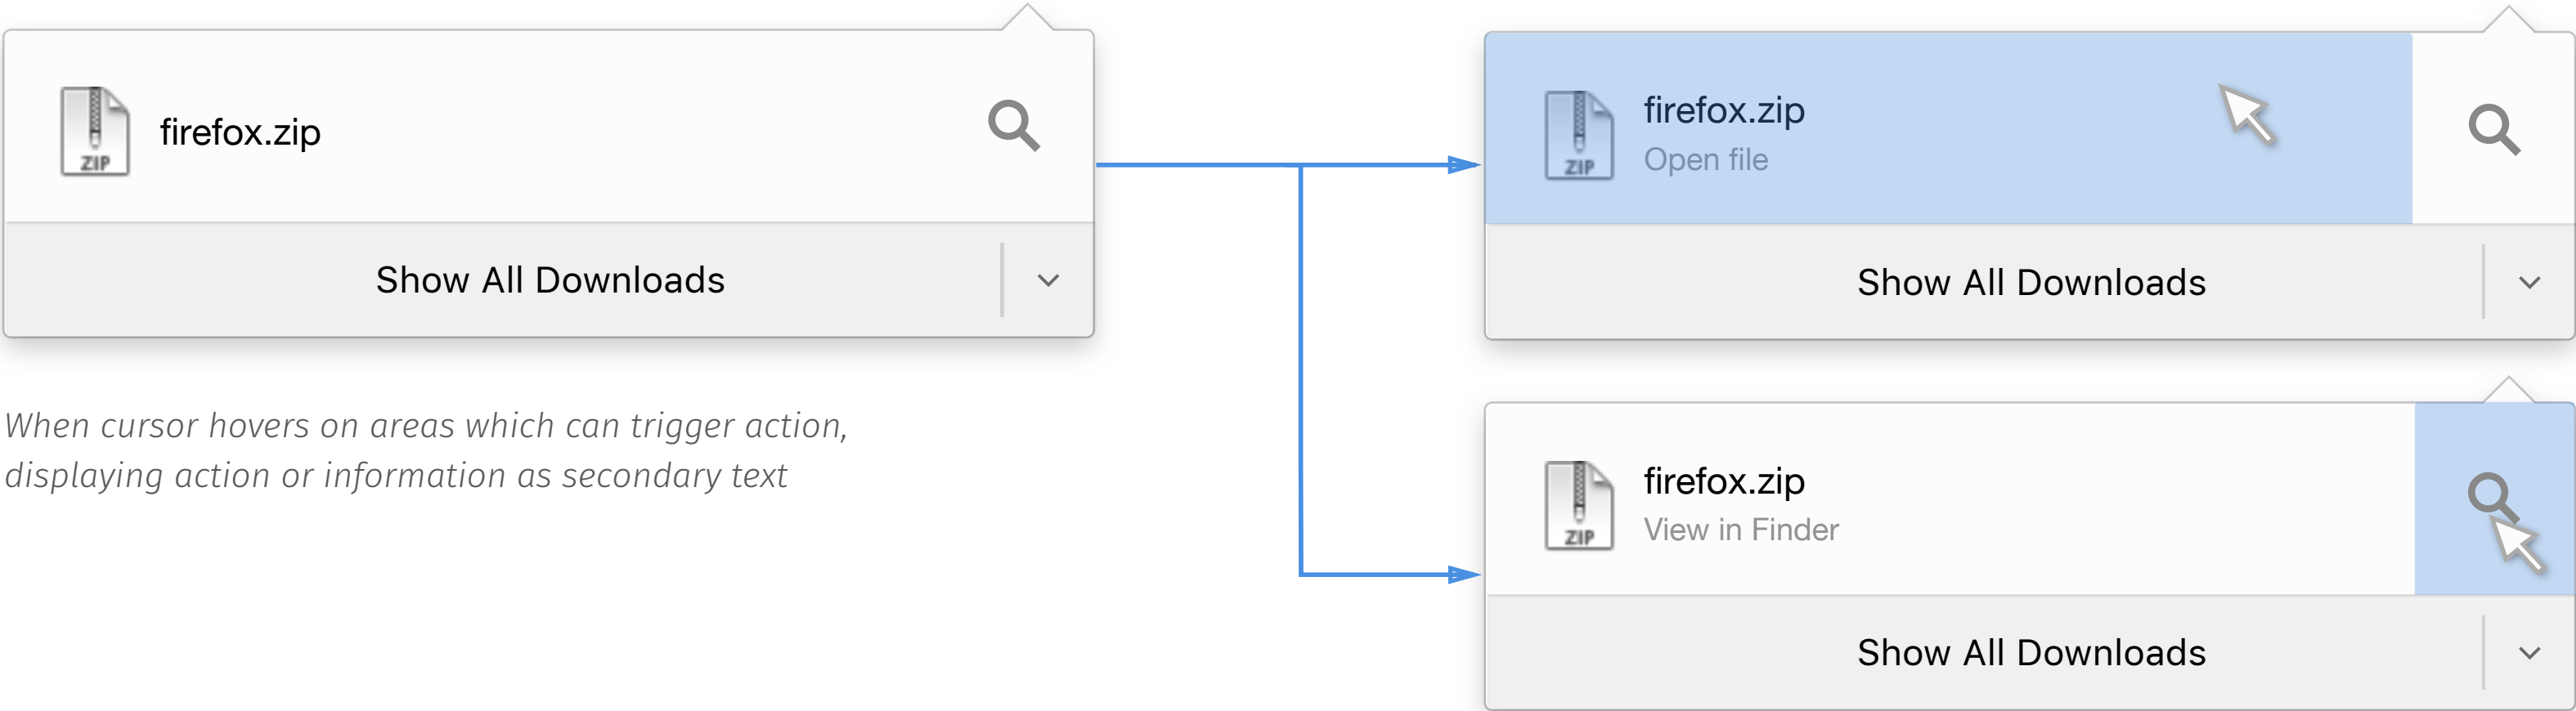 firefox.zip
ZIP
Show All Downloads
When cursor hovers on areas which can trigger action,
displaying action or information as secondary text
firefox.zip
Open file
ZIP
Show All Downloads
firefox.zip
View in Finder
ZIP
Show All Downloads